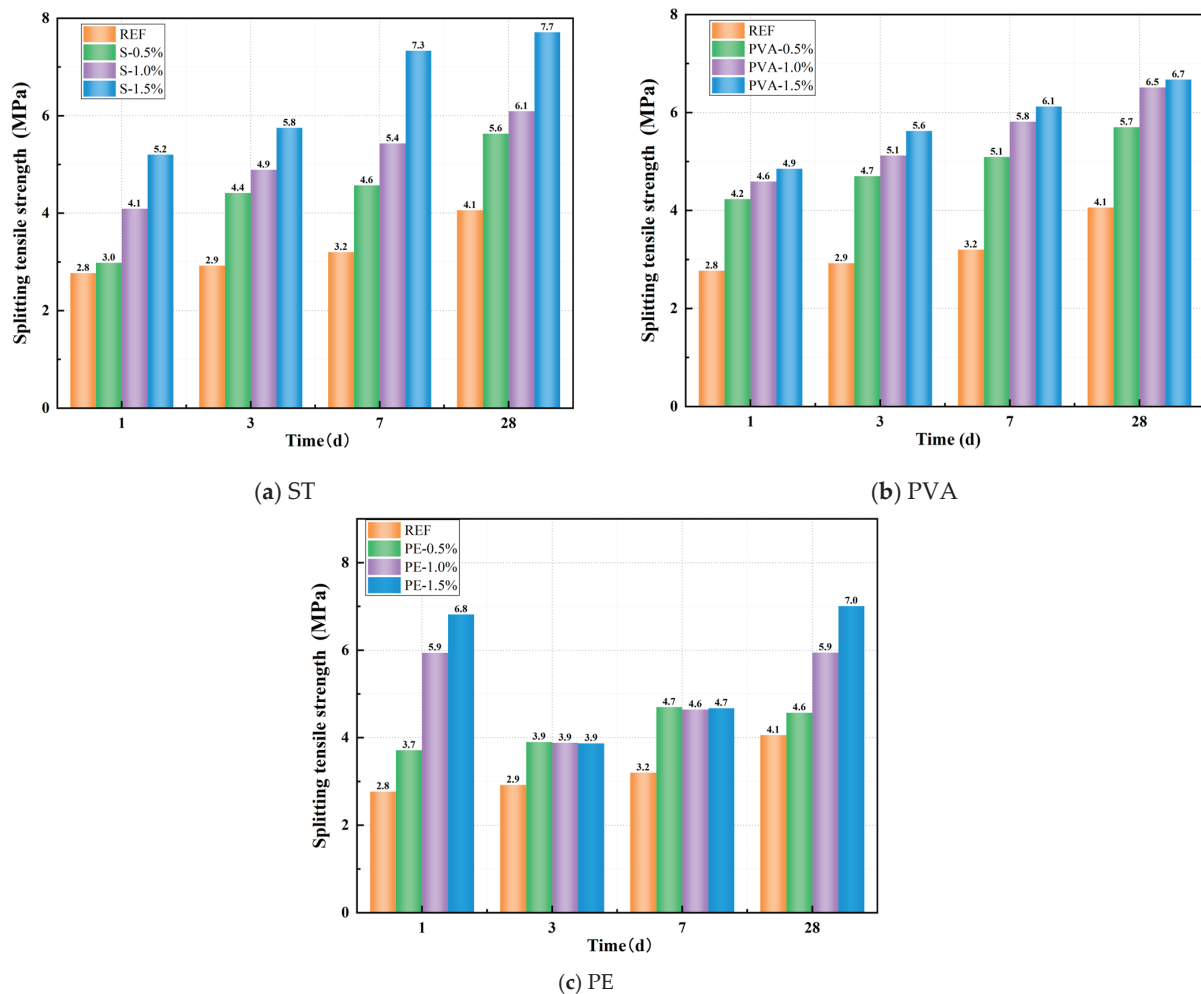 8
6
4
2
0
Splitting tensile strength (MPa)
REF
S-0.5%
S-1.0%
S-1.5%
2.8 3.0 4.1 5.2
2.9 4.4 4.9 5.8
3.2 4.6 5.4 7.3
4.1 5.6 6.1 7.7
1 3 7 28
Time(d)
(a) ST
8
6
4
2
0
Splitting tensile strength (MPa)
REF
PVA-0.5%
PVA-1.0%
PVA-1.5%
2.8 4.2 4.6 4.9
2.9 4.7 5.1 5.6
3.2 5.1 5.8 6.1
4.1 5.7 6.5 6.7
1 3 7 28
Time (d)
(b) PVA
8
6
4
2
0
Splitting tensile strength (MPa)
REF
PE-0.5%
PE-1.0%
PE-1.5%
2.8 3.7 5.9 6.8
2.9 3.9 3.9 3.9
3.2 4.7 4.6 4.7
4.1 4.6 5.9 7.0
1 3 7 28
Time(d)
(c) PE